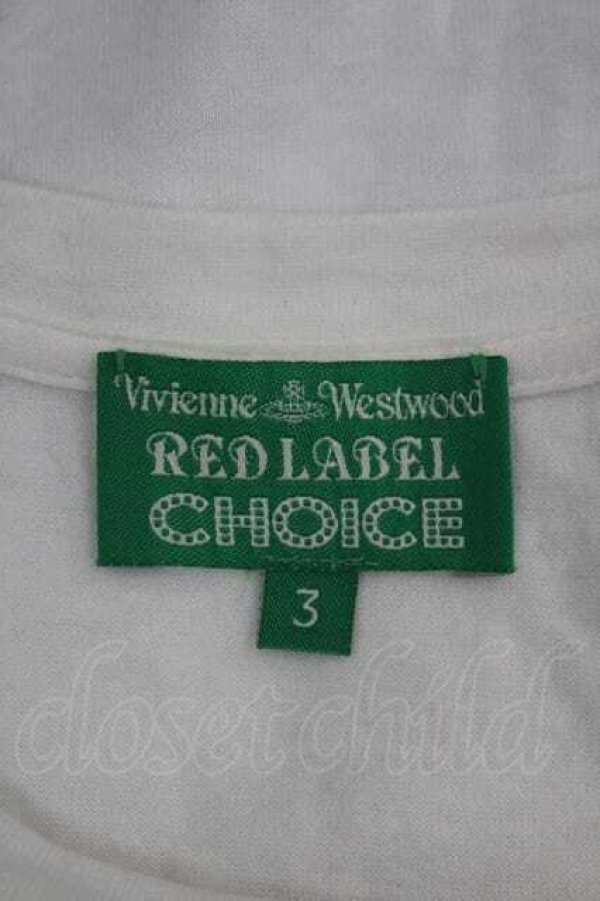 Vivienne Westwood
RED LABEL
CHOICE
3
closet child